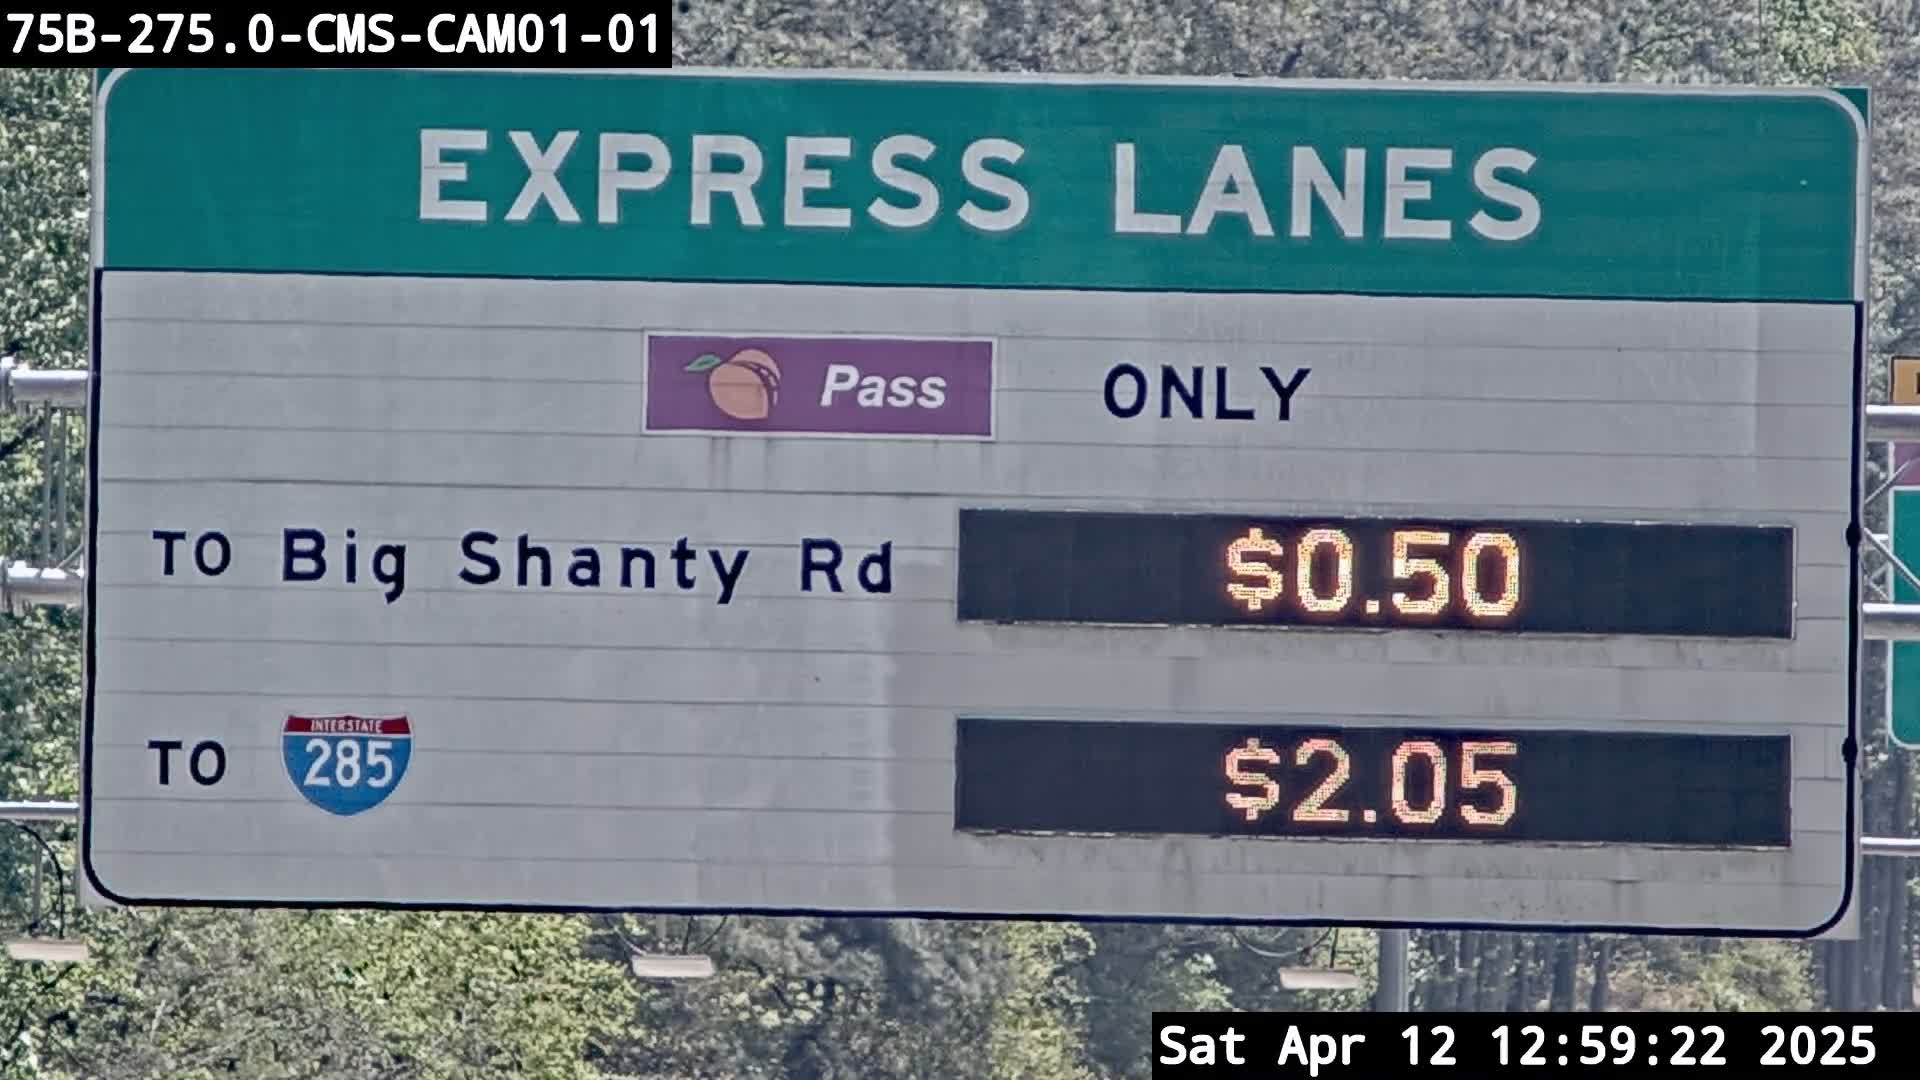 75B-275.0-CMS-CAM01-01
EXPRESS LANES
Pass ONLY
TO Big Shanty Rd $0.50
INTERSTATE
TO 285 $2.05
Sat Apr 12 12:59:22 2025